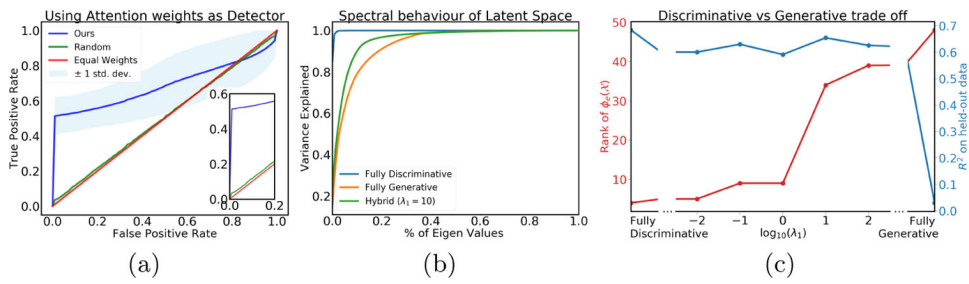 Using Attention weights as Detector
1.0
0.8
0.6
0.4
0.2
0.0
True Positive Rate
Ours
Random
Equal Weights
± 1 std. dev.
0.6
0.4
0.2
0.0
0.0 0.2
0.0 0.2 0.4 0.6 0.8 1.0
False Positive Rate
(a)
Spectral behaviour of Latent Space
1.0
0.8
0.6
0.4
0.2
Variance Explained
Fully Discriminative
Fully Generative
Hybrid (λ₁ = 10)
0.0 0.2 0.4 0.6 0.8 1.0
% of Eigen Values
(b)
Discriminative vs Generative trade off
50
40
30
20
10
Rank of ϕₑ(X)
0.7
0.6
0.5
0.4
0.3
0.2
0.1
0.0
R² on held-out data
Fully Discriminative
−2 −1 0 1 2
Fully Generative
log₁₀(λ₁)
(c)